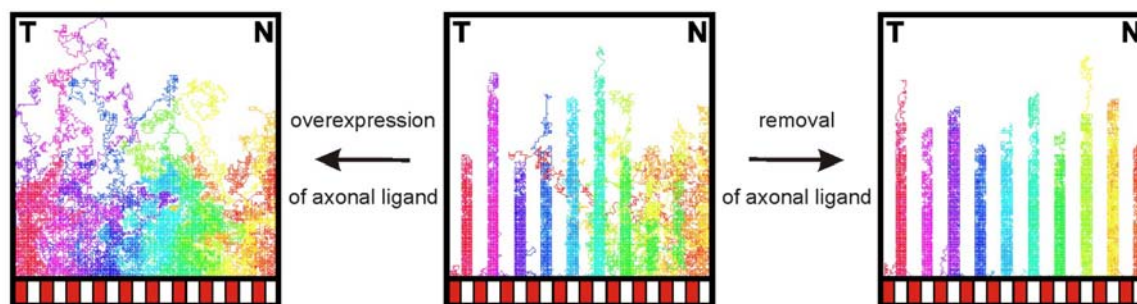 T N
overexpression
of axonal ligand
T N
removal
of axonal ligand
T N